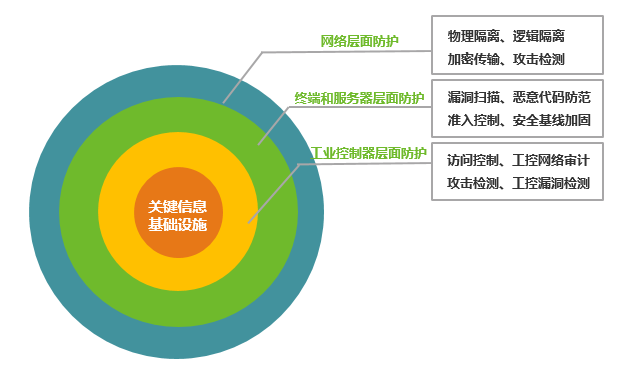 网络层面防护
物理隔离、逻辑隔离
加密传输、攻击检测
终端和服务器层面防护
漏洞扫描、恶意代码防范
准入控制、安全基线加固
工业控制器层面防护
访问控制、工控网络审计
攻击检测、工控漏洞检测
关键信息
基础设施